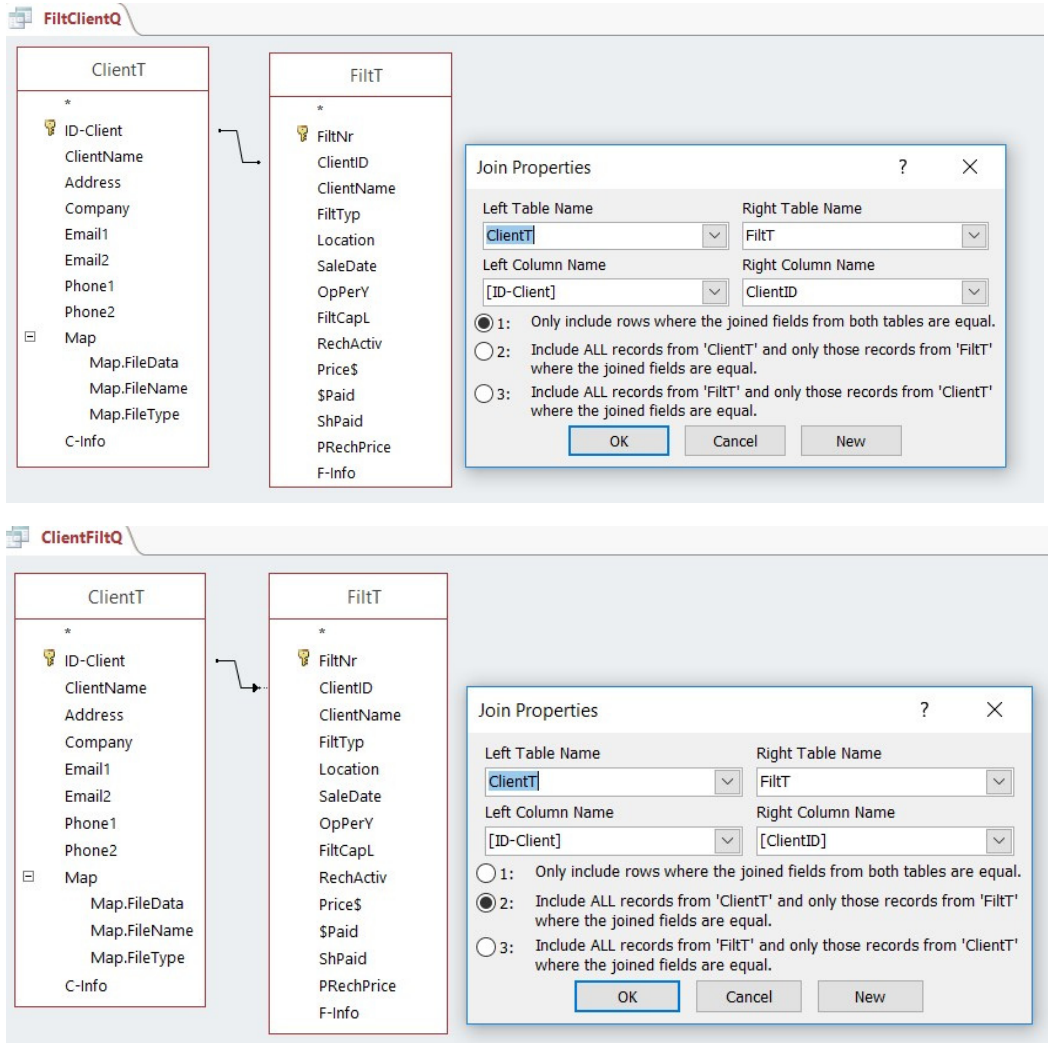 FiltClientQ
ClientT
*
ID-Client
ClientName
Address
Company
Email1
Email2
Phone1
Phone2
Map
Map.FileData
Map.FileName
Map.FileType
C-Info
FiltT
*
FiltNr
ClientID
ClientName
FiltTyp
Location
SaleDate
OpPerY
FiltCapL
RechActiv
Price$
$Paid
ShPaid
PRechPrice
F-Info
Join Properties ?
Left Table Name Right Table Name
ClientT FiltT
Left Column Name Right Column Name
[ID-Client] ClientID
1: Only include rows where the joined fields from both tables are equal.
2: Include ALL records from 'ClientT' and only those records from 'FiltT'
where the joined fields are equal.
3: Include ALL records from 'FiltT' and only those records from 'ClientT'
where the joined fields are equal.
OK Cancel New
ClientFiltQ
ClientT
*
ID-Client
ClientName
Address
Company
Email1
Email2
Phone1
Phone2
Map
Map.FileData
Map.FileName
Map.FileType
C-Info
FiltT
*
FiltNr
ClientID
ClientName
FiltTyp
Location
SaleDate
OpPerY
FiltCapL
RechActiv
Price$
$Paid
ShPaid
PRechPrice
F-Info
Join Properties ?
Left Table Name Right Table Name
ClientT FiltT
Left Column Name Right Column Name
[ID-Client] [ClientID]
1: Only include rows where the joined fields from both tables are equal.
2: Include ALL records from 'ClientT' and only those records from 'FiltT'
where the joined fields are equal.
3: Include ALL records from 'FiltT' and only those records from 'ClientT'
where the joined fields are equal.
OK Cancel New